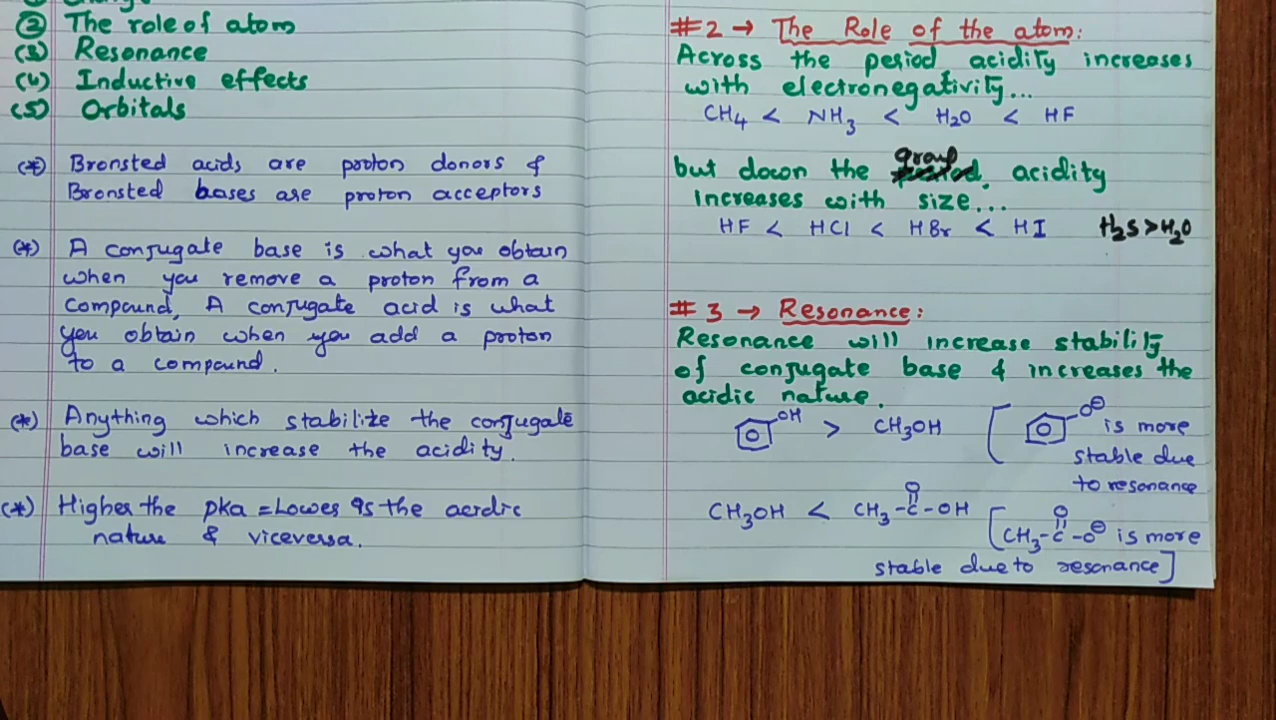 ② The role of atom
(3) Resonance
(4) Inductive effects
(5) Orbitals
(*) Bronsted acids are proton donors &
Bronsted bases are proton acceptors
(*) A conjugate base is what you obtain
when you remove a proton from a
compound, A conjugate acid is what
you obtain when you add a proton
to a compound.
(*) Anything which stabilize the conjugate
base will increase the acidity.
(*) Higher the pka = Lower is the acidic
nature & viceversa.
#2 → The Role of the atom:
Across the period acidity increases
with electronegativity...
CH₄ < NH₃ < H₂O < HF
but down the group acidity
increases with size...
HF < HCl < HBr < HI H₂S > H₂O
#3 → Resonance:
Resonance will increase stability
of conjugate base & increases the
acidic nature.
OH > CH₃OH [ O⊖ is more
stable due
to resonance
CH₃OH < CH₃-C-OH O [CH₃-C-O⊖ O is more
stable due to resonance]